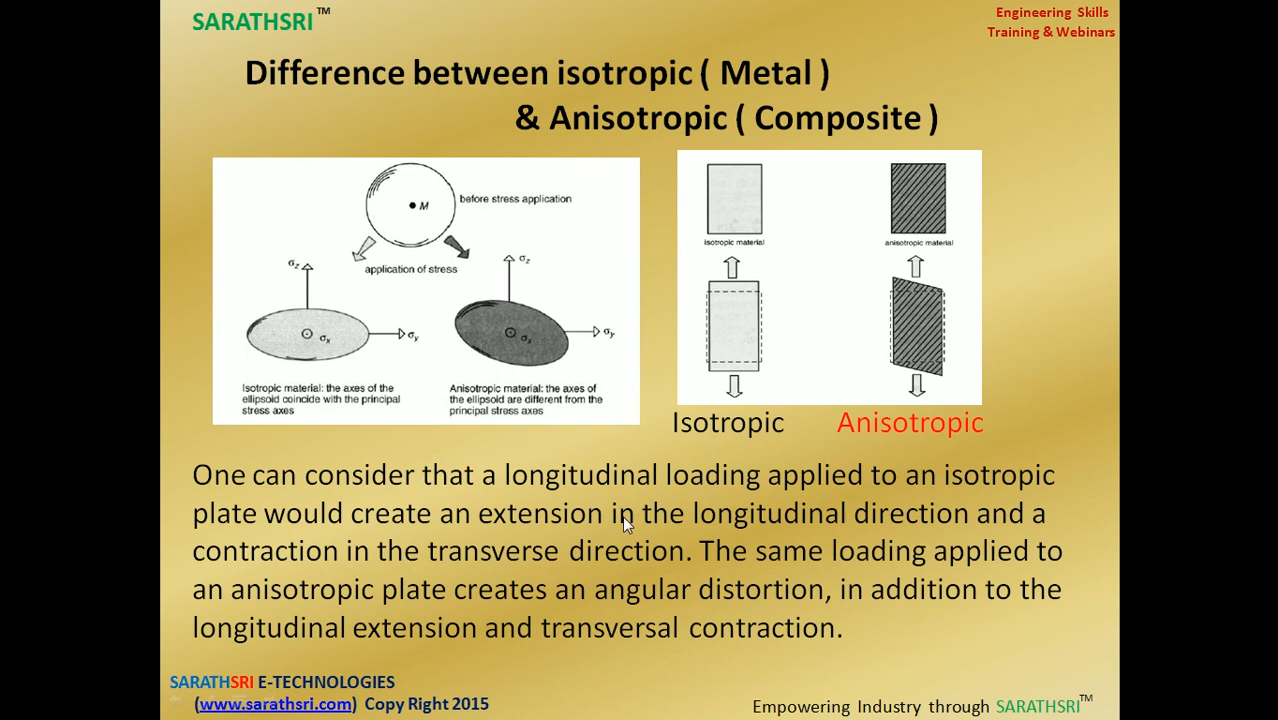 SARATHSRI™
Engineering Skills
Training & Webinars
Difference between isotropic ( Metal )
& Anisotropic ( Composite )
M
before stress application
application of stress
σz
σy
σx
σz
σy
σx
Isotropic material: the axes of the
ellipsoid coincide with the principal
stress axes
Anisotropic material: the axes of
the ellipsoid are different from the
principal stress axes
isotropic material
anisotropic material
Isotropic
Anisotropic
One can consider that a longitudinal loading applied to an isotropic
plate would create an extension in the longitudinal direction and a
contraction in the transverse direction. The same loading applied to
an anisotropic plate creates an angular distortion, in addition to the
longitudinal extension and transversal contraction.
SARATHSRI E-TECHNOLOGIES
(www.sarathsri.com) Copy Right 2015
Empowering Industry through SARATHSRI™